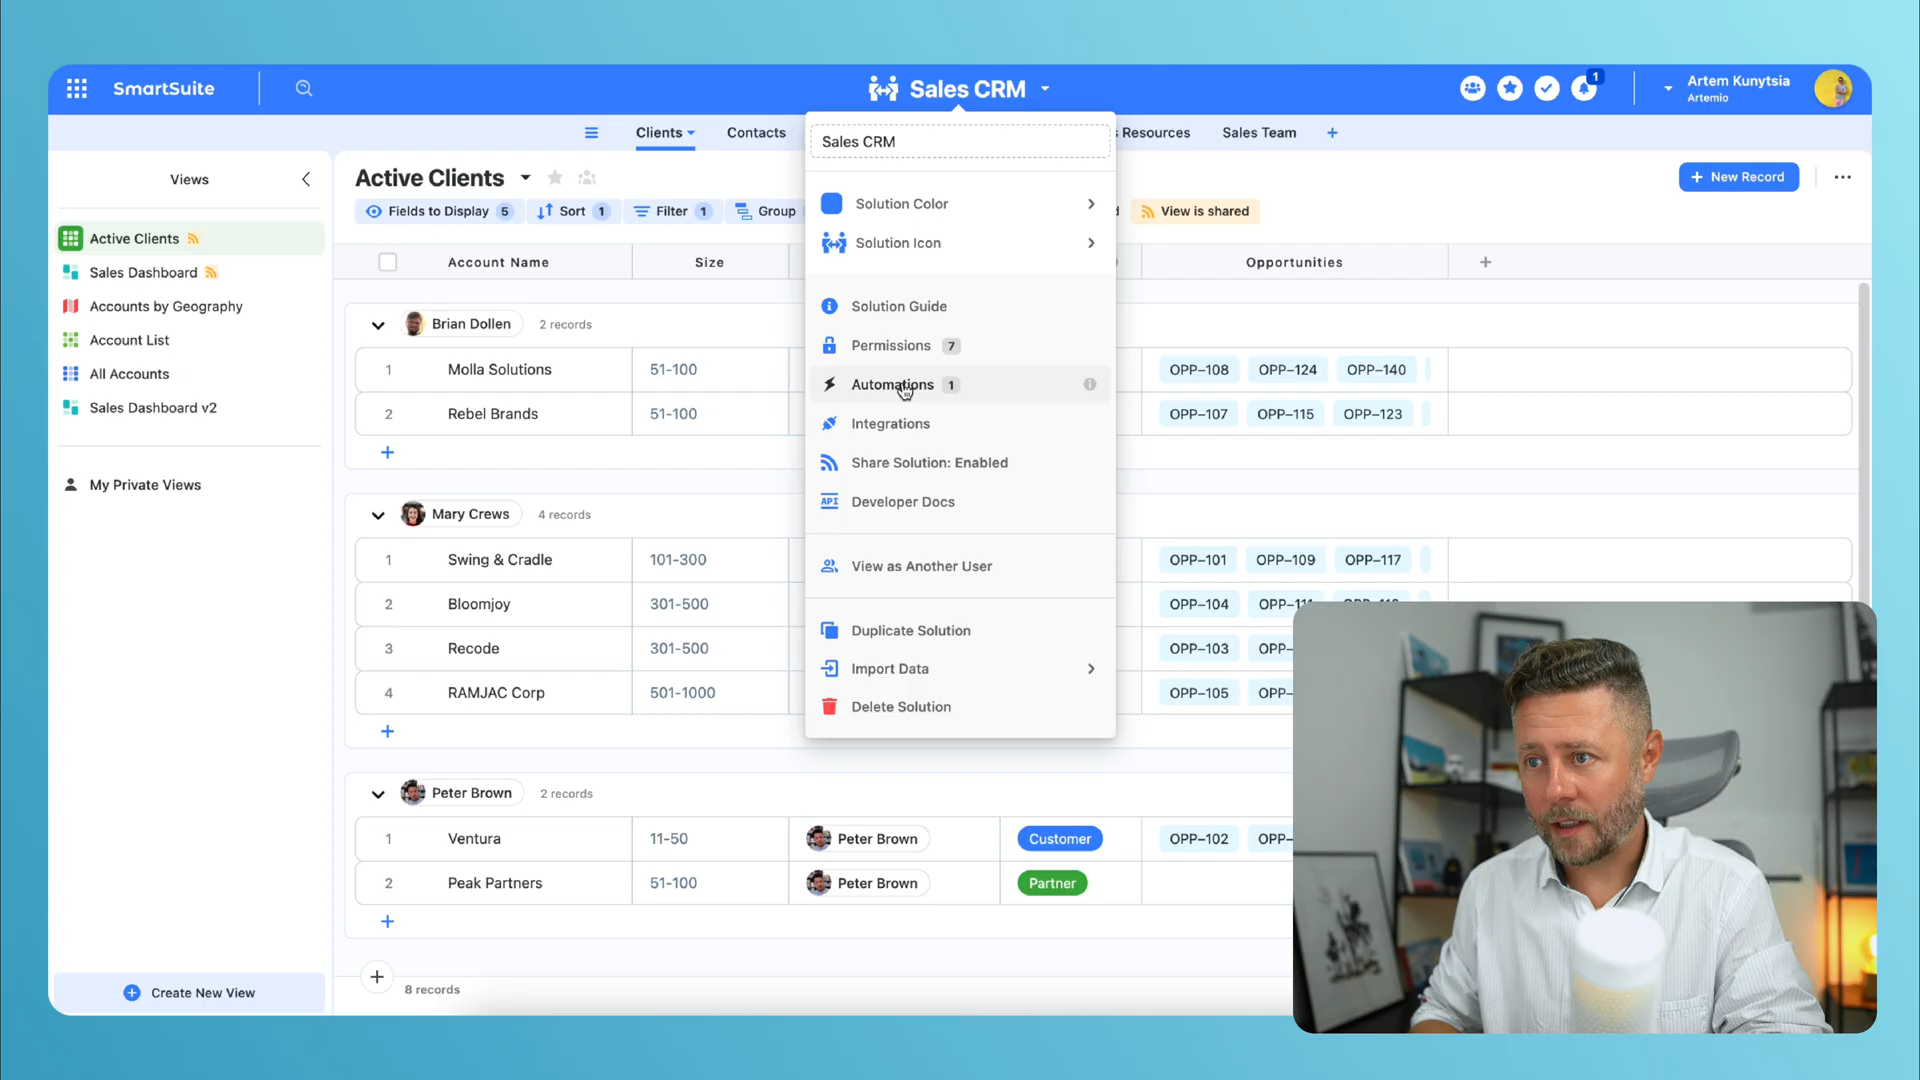 SmartSuite
Sales CRM
1
Artem Kunytsia
Artemio
Clients
Contacts
Resources
Sales Team
Sales CRM
Views
Active Clients
Sales Dashboard
Accounts by Geography
Account List
All Accounts
Sales Dashboard v2
My Private Views
Create New View
Active Clients
New Record
Fields to Display 5
Sort 1
Filter 1
Group
View is shared
Account Name
Size
Opportunities
Solution Color
Solution Icon
Solution Guide
Permissions 7
Automations 1
Integrations
Share Solution: Enabled
API Developer Docs
View as Another User
Duplicate Solution
Import Data
Delete Solution
Brian Dollen 2 records
1 Molla Solutions 51-100 OPP–108 OPP–124 OPP–140
2 Rebel Brands 51-100 OPP–107 OPP–115 OPP–123
Mary Crews 4 records
1 Swing & Cradle 101-300 OPP–101 OPP–109 OPP–117
2 Bloomjoy 301-500 OPP–104
3 Recode 301-500 OPP–103 OPP–
4 RAMJAC Corp 501-1000 OPP–105 OPP–
Peter Brown 2 records
1 Ventura 11-50 Peter Brown Customer OPP–102 OPP–
2 Peak Partners 51-100 Peter Brown Partner
8 records